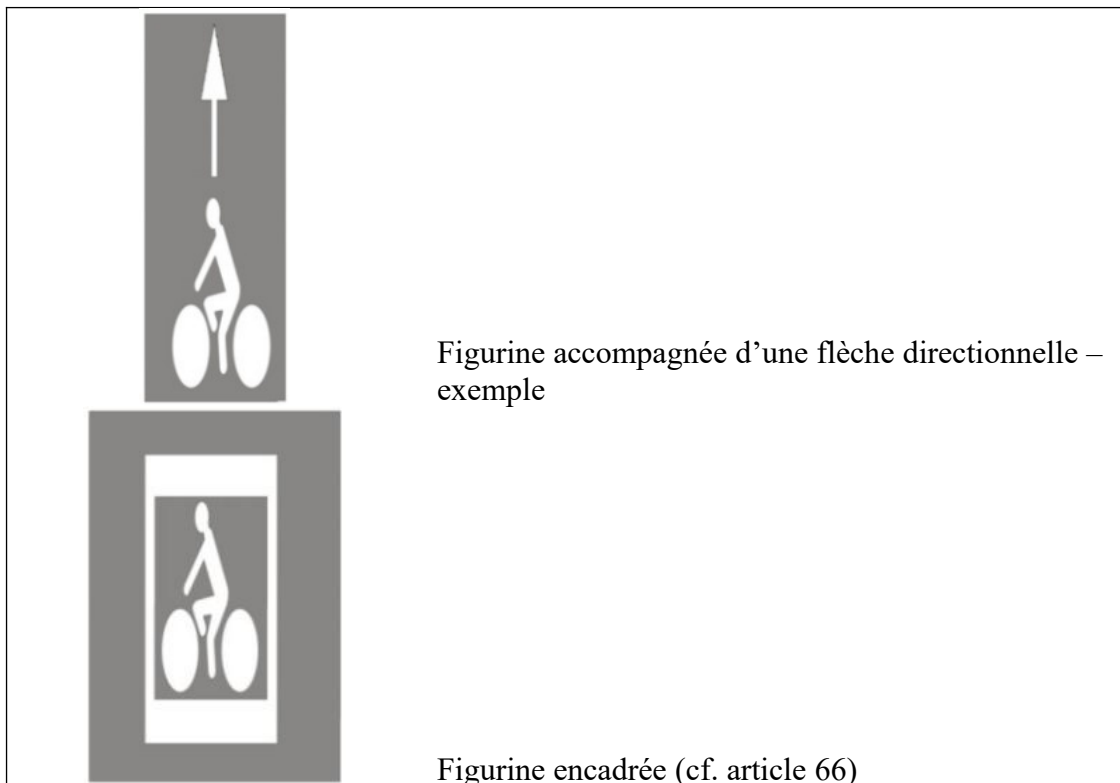 Figurine accompagnée d’une flèche directionnelle –
exemple
Figurine encadrée (cf. article 66)